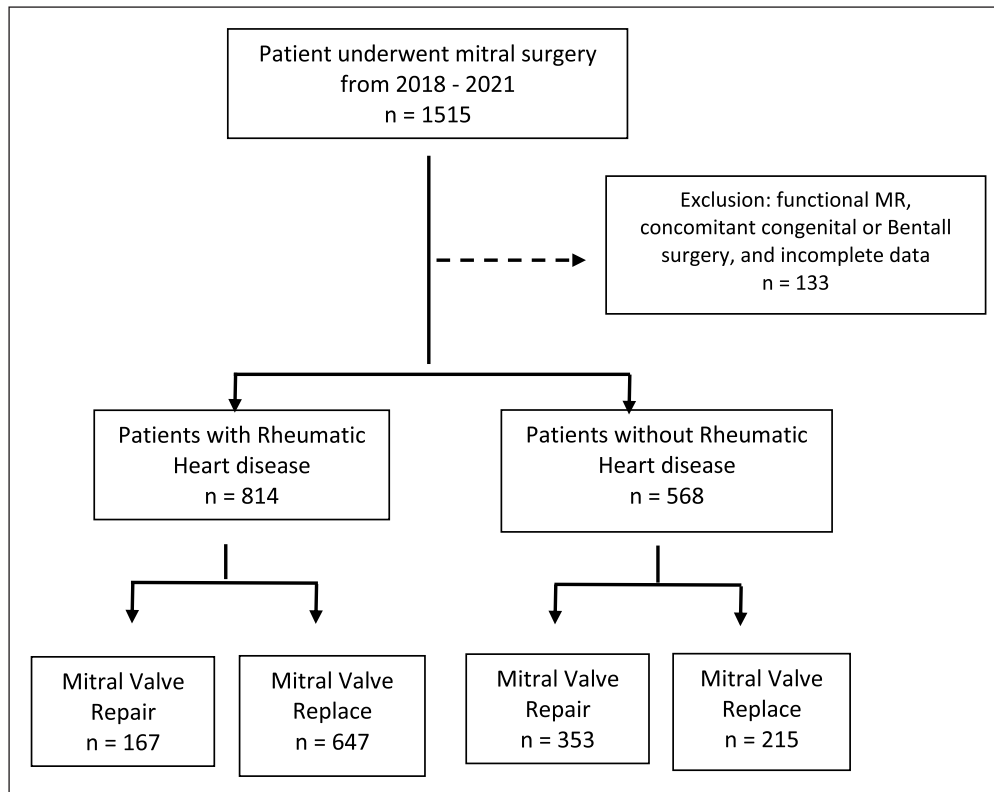 Patient underwent mitral surgery
from 2018 - 2021
n = 1515
Exclusion: functional MR,
concomitant congenital or Bentall
surgery, and incomplete data
n = 133
Patients with Rheumatic
Heart disease
n = 814
Patients without Rheumatic
Heart disease
n = 568
Mitral Valve
Repair
n = 167
Mitral Valve
Replace
n = 647
Mitral Valve
Repair
n = 353
Mitral Valve
Replace
n = 215